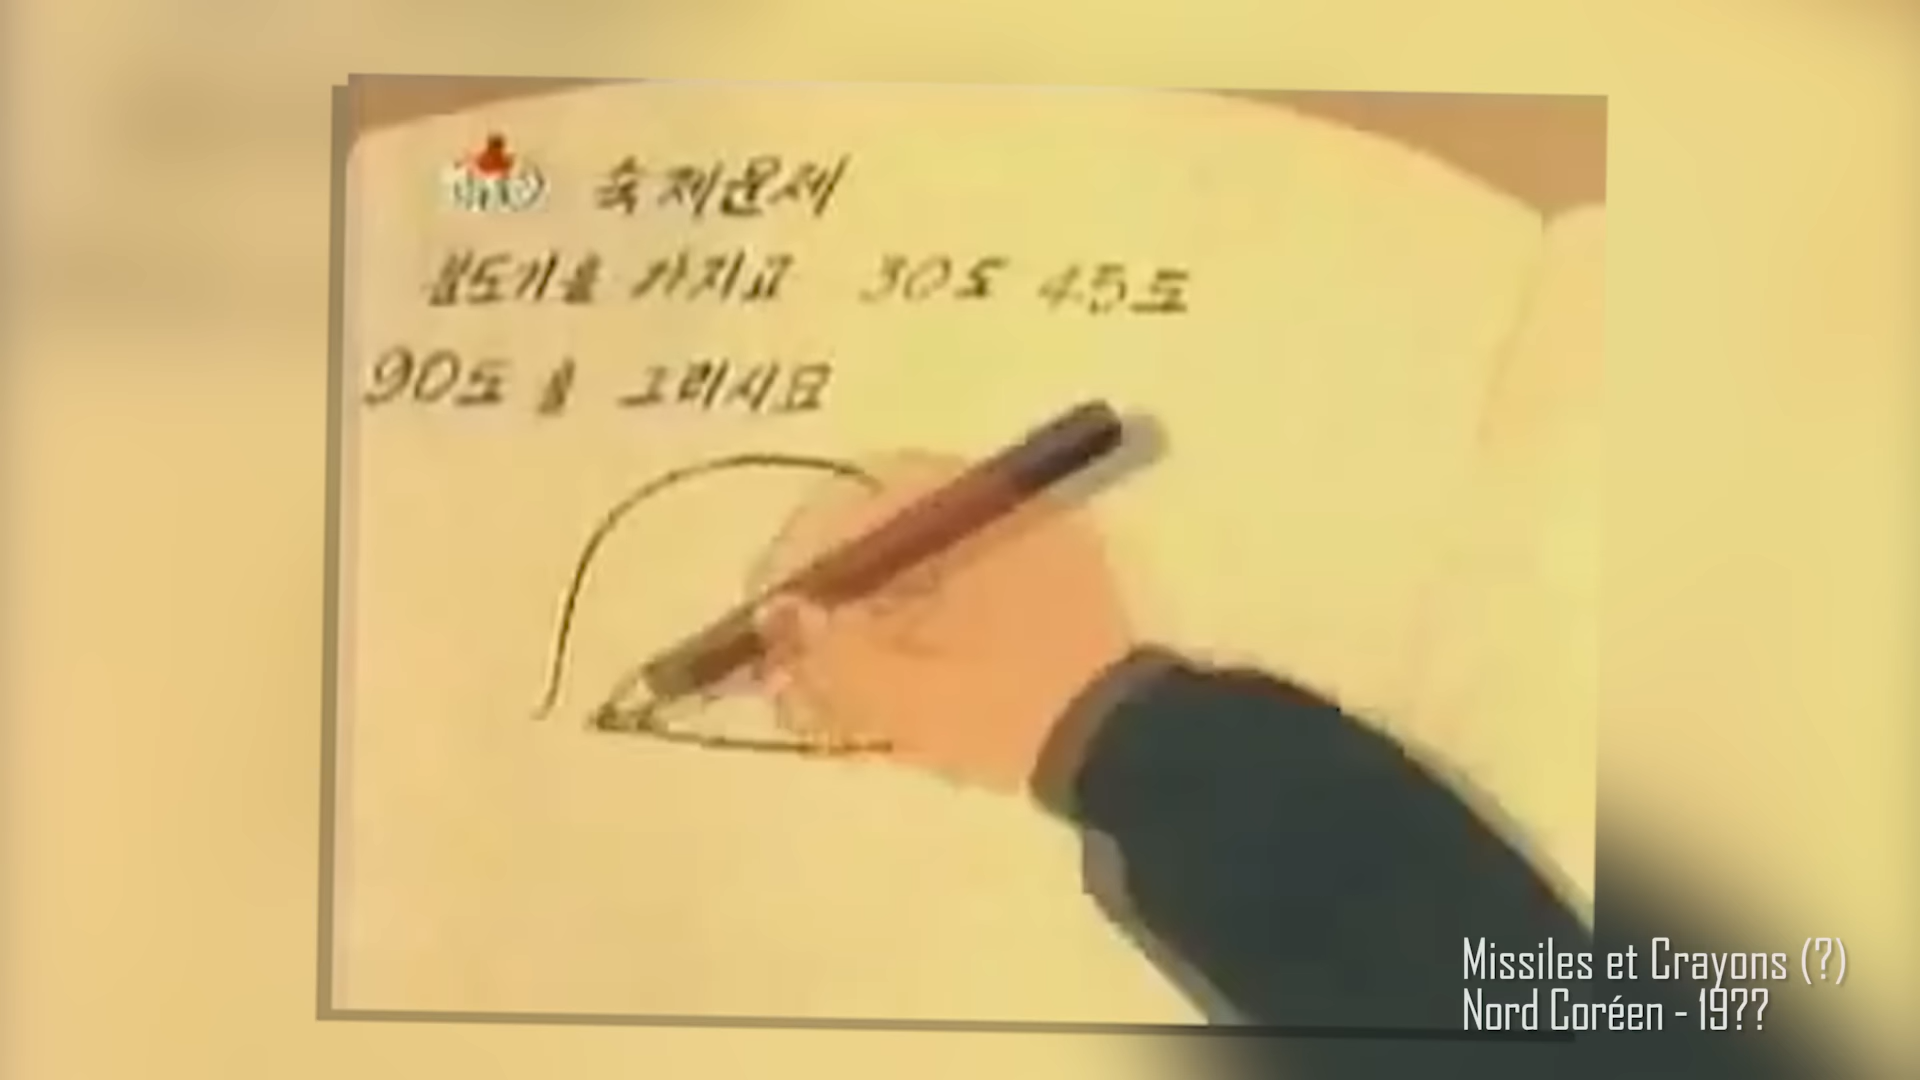 숙제문제
분도기를 가지고 30도 45도
90도를 그리시요
Missiles et Crayons (?)
Nord Coréen - 19??